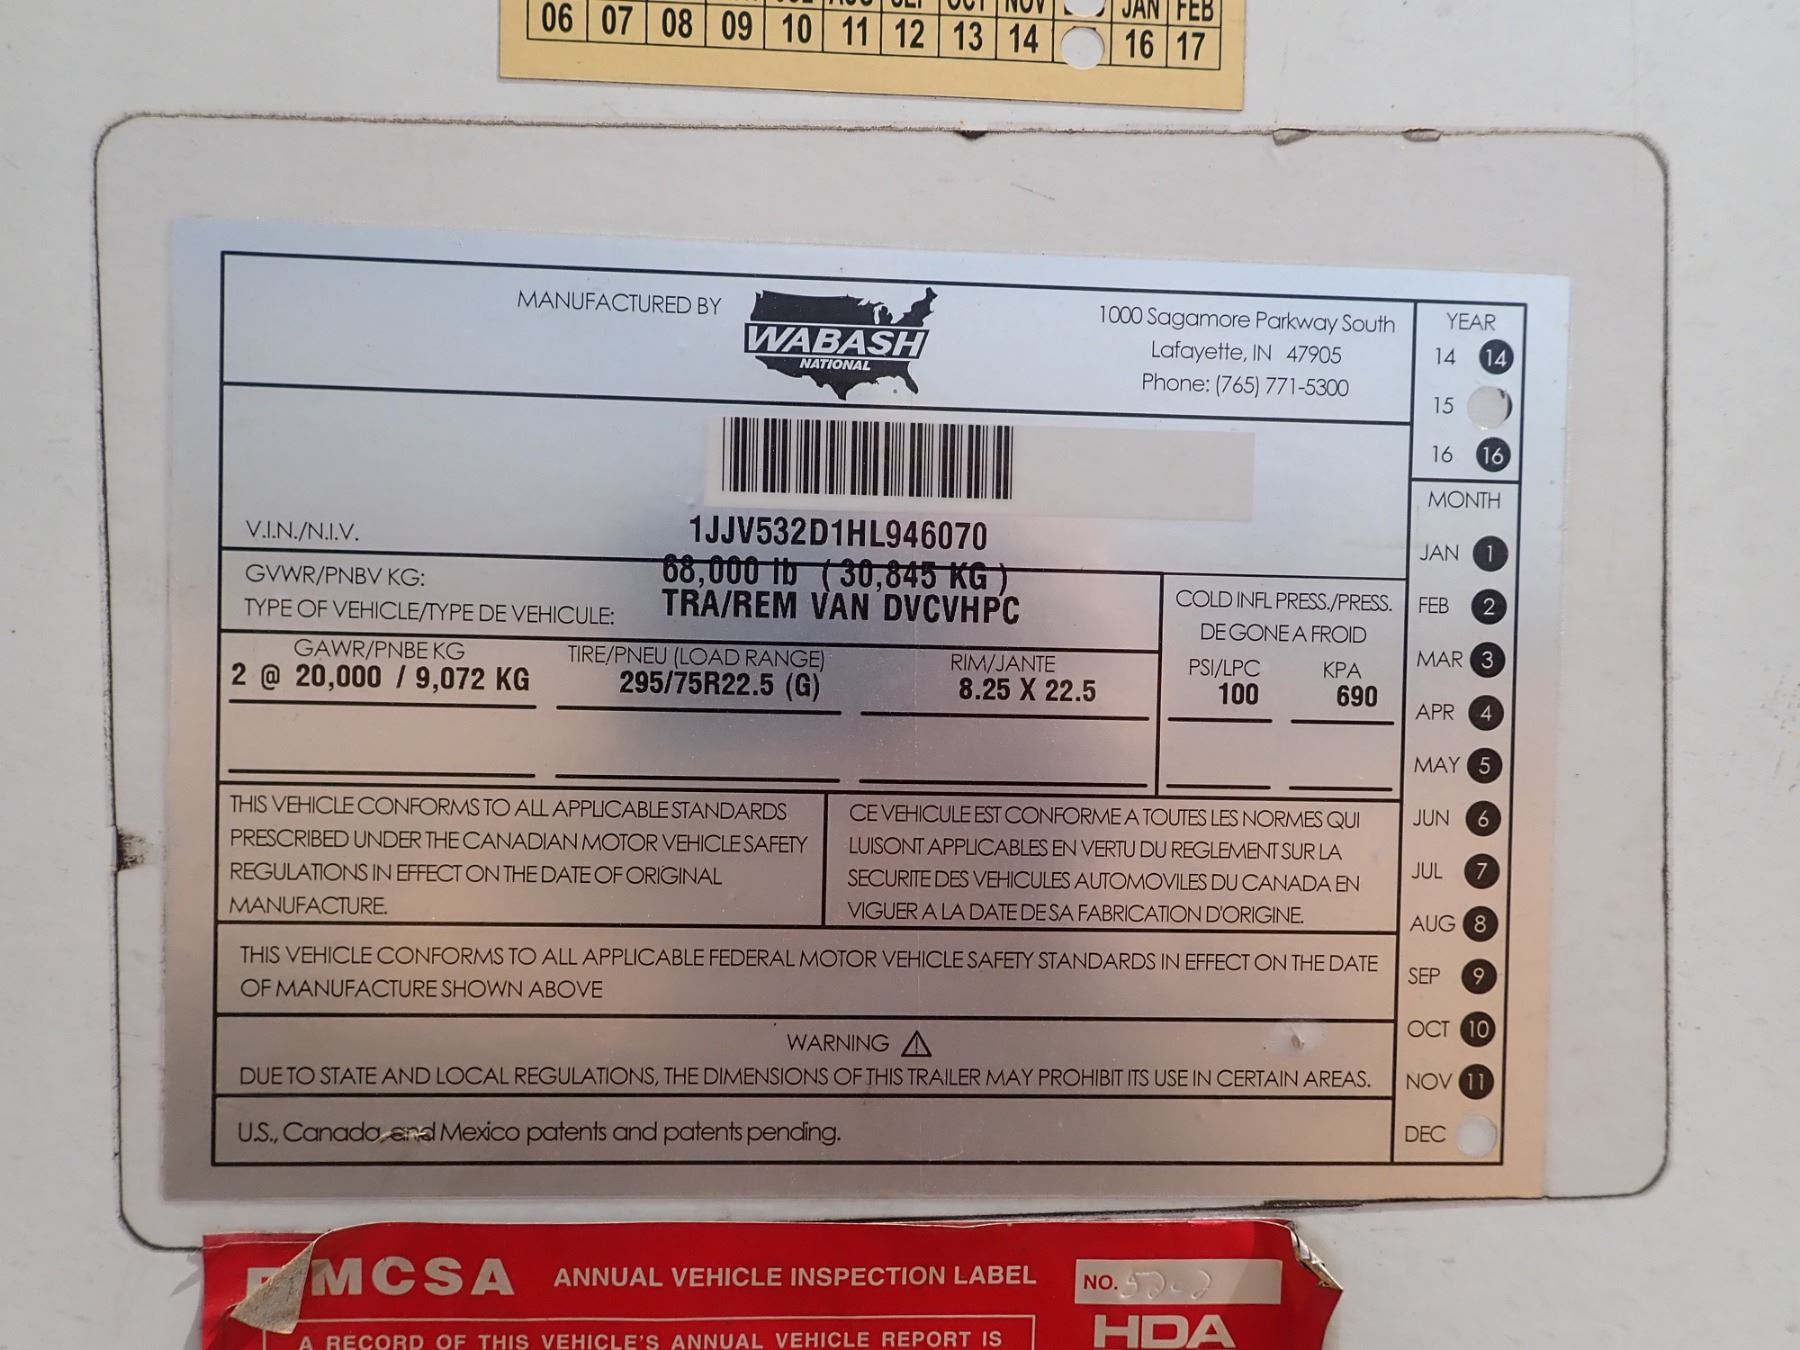 JAN FEB
06 07 08 09 10 11 12 13 14 16 17
MANUFACTURED BY
WABASH
NATIONAL
1000 Sagamore Parkway South
Lafayette, IN 47905
Phone: (765) 771-5300
YEAR
14 14
15
16 16
V.I.N./N.I.V.
1JJV532D1HL946070
GVWR/PNBV KG:
68,000 lb ( 30,845 KG )
TYPE OF VEHICLE/TYPE DE VEHICULE:
TRA/REM VAN DVCVHPC
COLD INFL PRESS./PRESS.
DE GONE A FROID
GAWR/PNBE KG
TIRE/PNEU (LOAD RANGE)
RIM/JANTE
PSI/LPC
KPA
2 @ 20,000 / 9,072 KG
295/75R22.5 (G)
8.25 X 22.5
100
690
THIS VEHICLE CONFORMS TO ALL APPLICABLE STANDARDS
PRESCRIBED UNDER THE CANADIAN MOTOR VEHICLE SAFETY
REGULATIONS IN EFFECT ON THE DATE OF ORIGINAL
MANUFACTURE.
CE VEHICULE EST CONFORME A TOUTES LES NORMES QUI
LUISONT APPLICABLES EN VERTU DU REGLEMENT SUR LA
SECURITE DES VEHICULES AUTOMOVILES DU CANADA EN
VIGUER A LA DATE DE SA FABRICATION D'ORIGINE.
THIS VEHICLE CONFORMS TO ALL APPLICABLE FEDERAL MOTOR VEHICLE SAFETY STANDARDS IN EFFECT ON THE DATE
OF MANUFACTURE SHOWN ABOVE
WARNING
DUE TO STATE AND LOCAL REGULATIONS, THE DIMENSIONS OF THIS TRAILER MAY PROHIBIT ITS USE IN CERTAIN AREAS.
U.S., Canada, and Mexico patents and patents pending.
MONTH
JAN 1
FEB 2
MAR 3
APR 4
MAY 5
JUN 6
JUL 7
AUG 8
SEP 9
OCT 10
NOV 11
DEC
MCSA
ANNUAL VEHICLE INSPECTION LABEL
NO.
HDA
A RECORD OF THIS VEHICLE'S ANNUAL VEHICLE REPORT IS